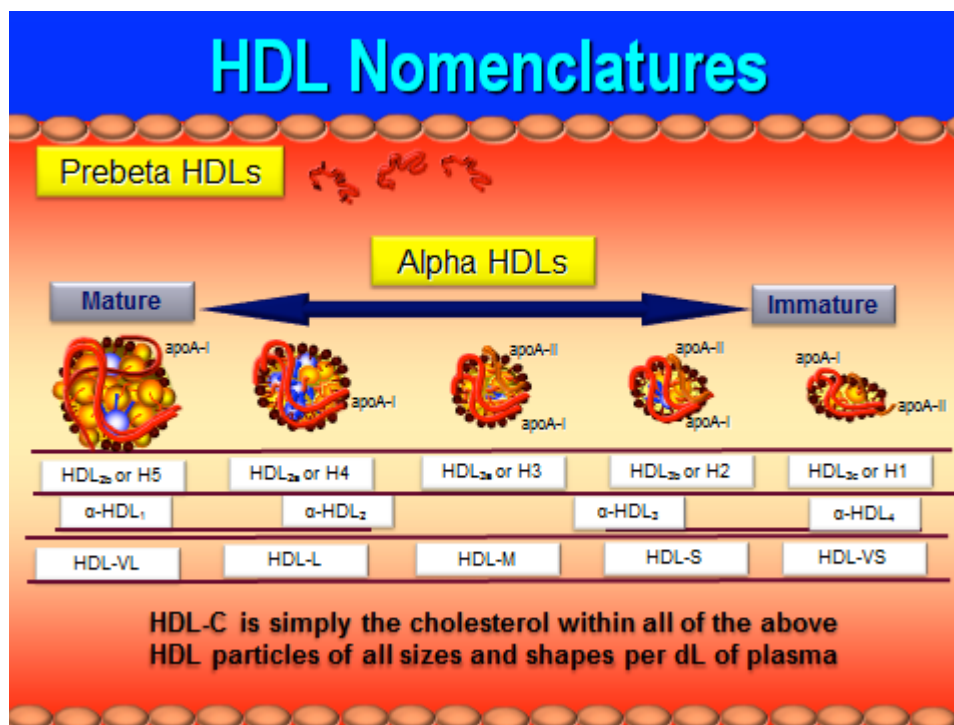 HDL Nomenclatures
Prebeta HDLs
Alpha HDLs
Mature
Immature
apoA-I
apoA-I
apoA-II
apoA-I
apoA-II
apoA-I
apoA-I
apoA-II
HDL2b or H5
HDL2a or H4
HDL3a or H3
HDL3b or H2
HDL3c or H1
α-HDL1
α-HDL2
α-HDL3
α-HDL4
HDL-VL
HDL-L
HDL-M
HDL-S
HDL-VS
HDL-C is simply the cholesterol within all of the above
HDL particles of all sizes and shapes per dL of plasma